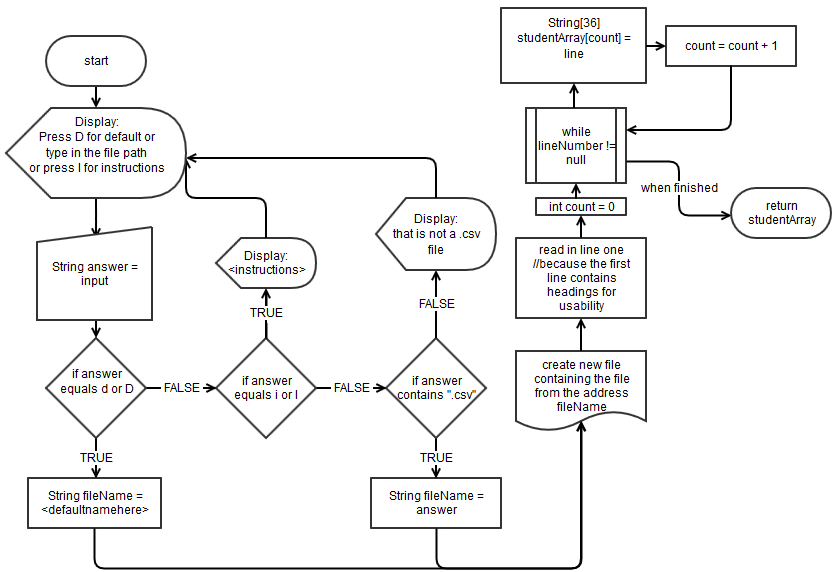 start
Display:
Press D for default or
type in the file path
or press I for instructions
String answer =
input
if answer
equals d or D
FALSE
TRUE
String fileName =
<defaultnamehere>
if answer
equals i or I
TRUE
Display:
<instructions>
FALSE
if answer
contains ".csv"
FALSE
Display:
that is not a .csv
file
TRUE
String fileName =
answer
create new file
containing the file
from the address
fileName
read in line one
//because the first
line contains
headings for
usability
int count = 0
while
lineNumber !=
null
String[36]
studentArray[count] =
line
count = count + 1
when finished
return
studentArray